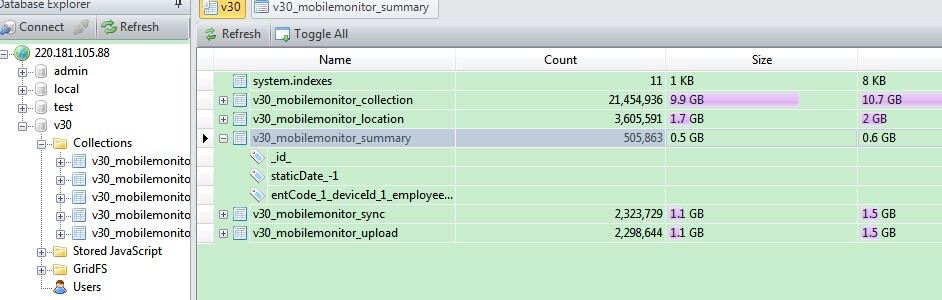 Database Explorer
Connect Refresh
220.181.105.88
admin
local
test
v30
Collections
v30_mobilemonito
v30_mobilemonito
v30_mobilemonito
v30_mobilemonito
v30_mobilemonito
Stored JavaScript
GridFS
Users
v30 v30_mobilemonitor_summary
Refresh Toggle All
Name Count Size
system.indexes 11 1 KB 8 KB
v30_mobilemonitor_collection 21,454,936 9.9 GB 10.7 GB
v30_mobilemonitor_location 3,605,591 1.7 GB 2 GB
v30_mobilemonitor_summary 505,863 0.5 GB 0.6 GB
_id_
staticDate_-1
entCode_1_deviceId_1_employee...
v30_mobilemonitor_sync 2,323,729 1.1 GB 1.5 GB
v30_mobilemonitor_upload 2,298,644 1.1 GB 1.5 GB